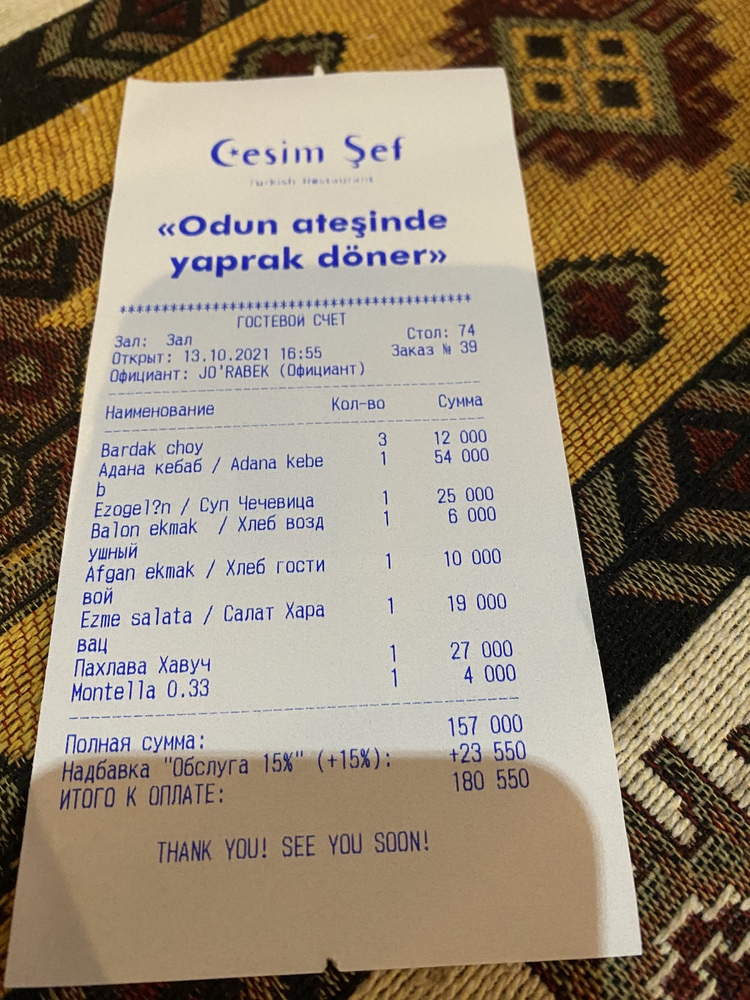 Cesim Şef
Turkish Restaurant
«Odun ateşinde
yaprak döner»
******************************************
ГОСТЕВОЙ СЧЕТ
Зал: Зал Стол: 74
Открыт: 13.10.2021 16:55 Заказ № 39
Официант: JO'RABEK (Официант)
Наименование Кол-во Сумма
Bardak choy 3 12 000
Адана кебаб / Adana kebe 1 54 000
b
Ezogel?n / Суп Чечевица 1 25 000
Balon ekmak / Хлеб возд 1 6 000
ушный
Afgan ekmak / Хлеб гости 1 10 000
вой
Ezme salata / Салат Хара 1 19 000
вац
Пахлава Хавуч 1 27 000
Montella 0.33 1 4 000
Полная сумма: 157 000
Надбавка "Обслуга 15%" (+15%): +23 550
ИТОГО К ОПЛАТЕ: 180 550
THANK YOU! SEE YOU SOON!